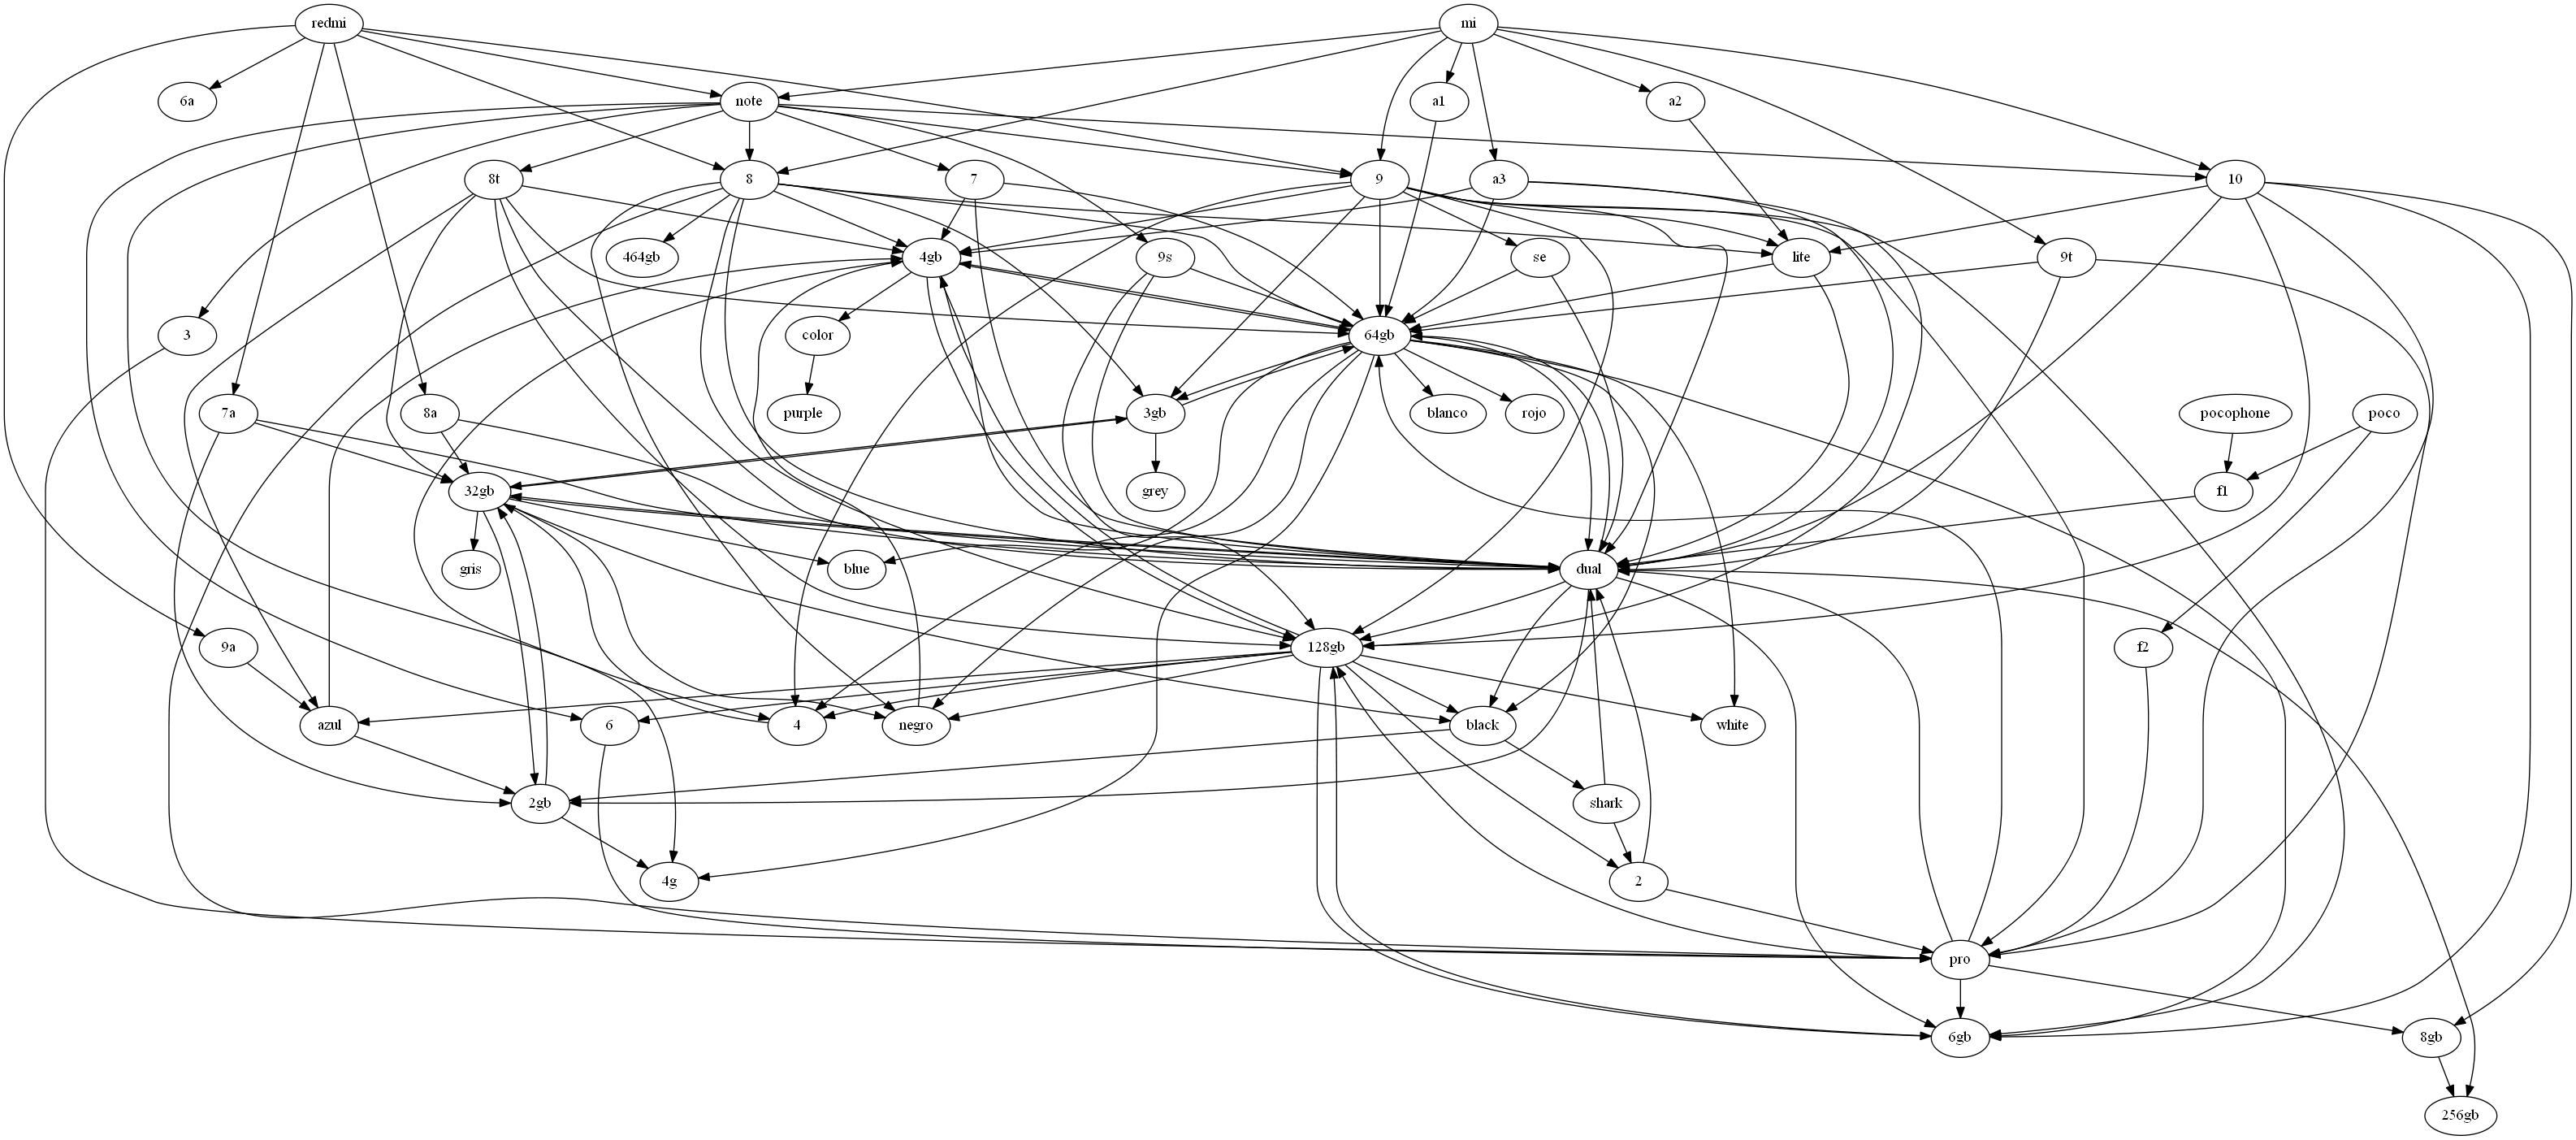 redmi
mi
6a
note
a1
a2
8t
8
7
9
a3
10
464gb
4gb
9s
se
lite
9t
3
color
64gb
7a
8a
purple
3gb
blanco
rojo
pocophone
poco
32gb
grey
f1
gris
blue
dual
9a
128gb
f2
azul
6
4
negro
black
white
2gb
shark
4g
2
pro
6gb
8gb
256gb